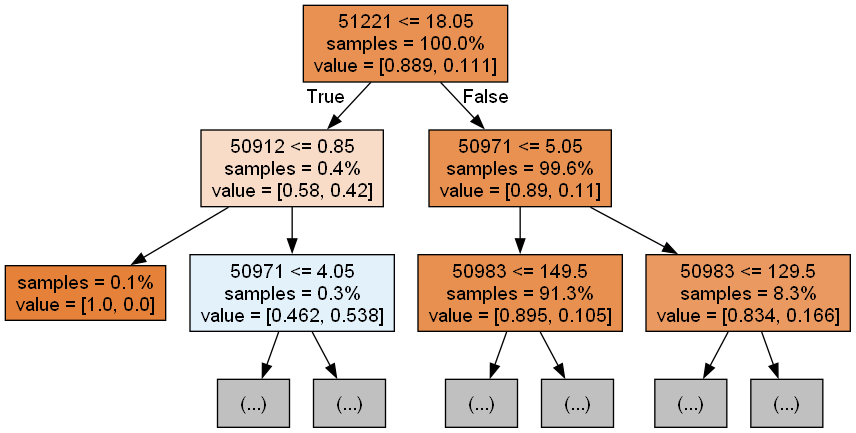 51221 <= 18.05
samples = 100.0%
value = [0.889, 0.111]
True
False
50912 <= 0.85
samples = 0.4%
value = [0.58, 0.42]
50971 <= 5.05
samples = 99.6%
value = [0.89, 0.11]
samples = 0.1%
value = [1.0, 0.0]
50971 <= 4.05
samples = 0.3%
value = [0.462, 0.538]
50983 <= 149.5
samples = 91.3%
value = [0.895, 0.105]
50983 <= 129.5
samples = 8.3%
value = [0.834, 0.166]
(...)
(...)
(...)
(...)
(...)
(...)